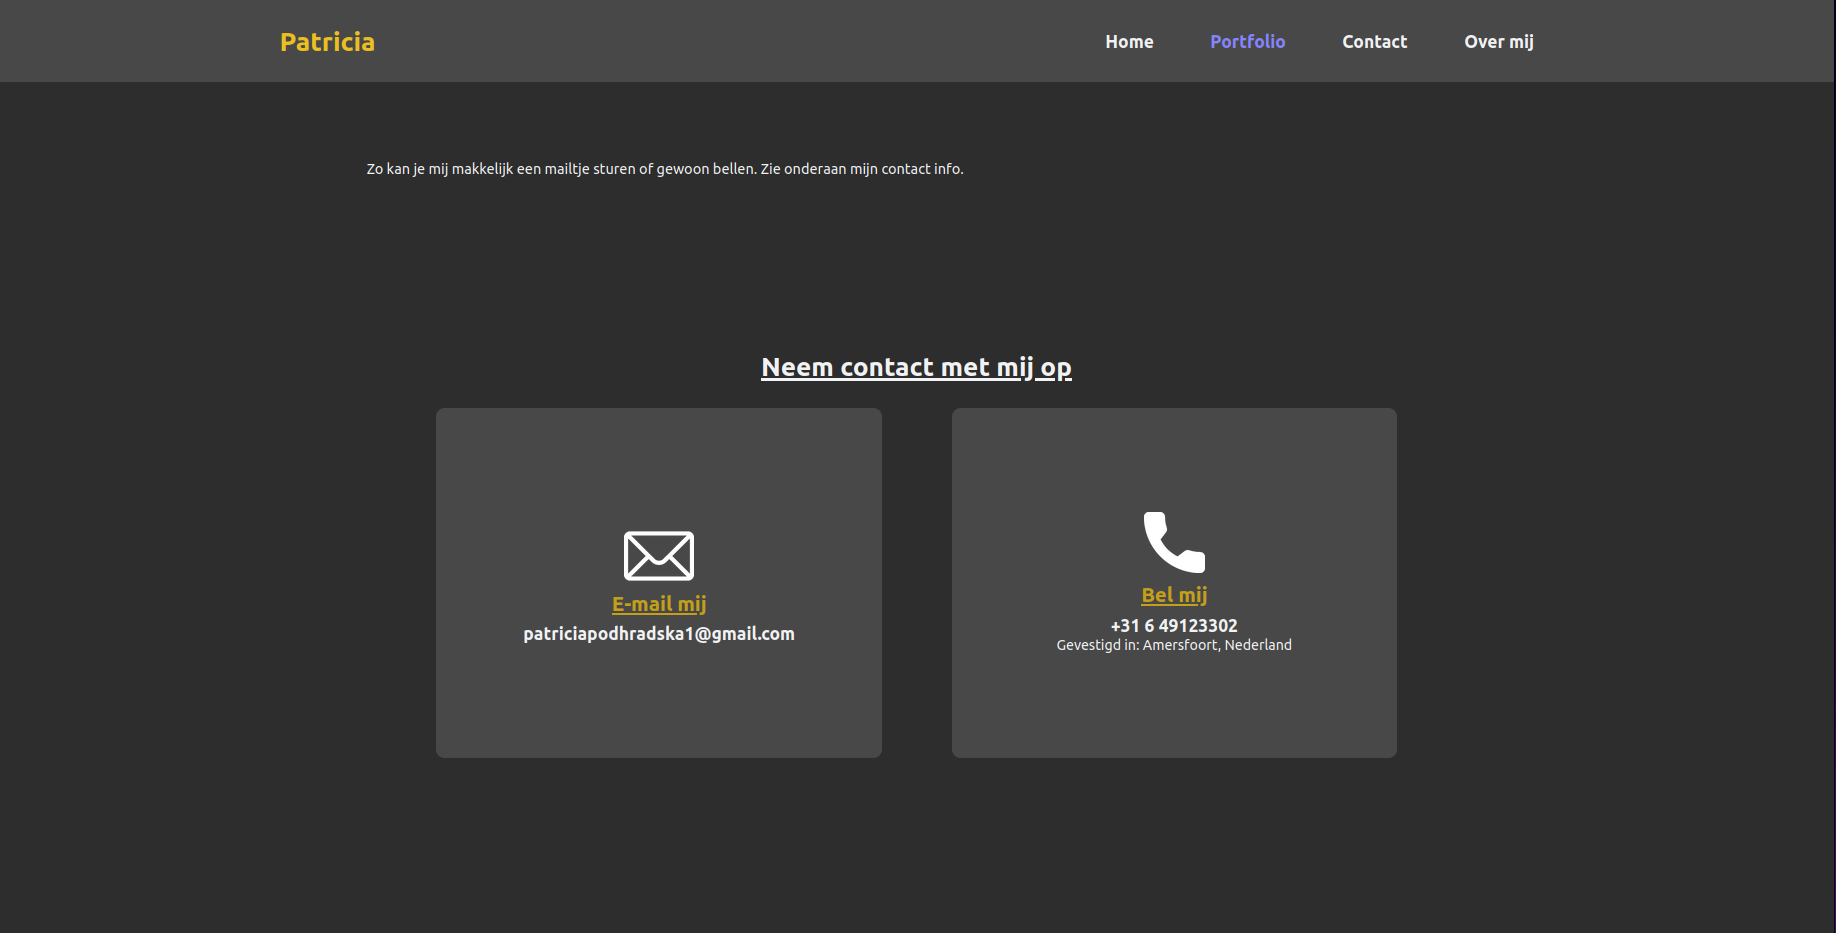 Patricia
Home Portfolio Contact Over mij
Zo kan je mij makkelijk een mailtje sturen of gewoon bellen. Zie onderaan mijn contact info.
Neem contact met mij op
E-mail mij
patriciapodhradska1@gmail.com
Bel mij
+31 6 49123302
Gevestigd in: Amersfoort, Nederland